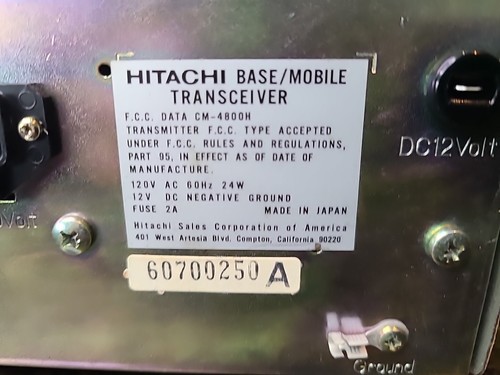 HITACHI BASE/MOBILE
TRANSCEIVER
F.C.C. DATA CM-4800H
TRANSMITTER F.C.C. TYPE ACCEPTED
UNDER F.C.C. RULES AND REGULATIONS,
PART 95, IN EFFECT AS OF DATE OF
MANUFACTURE.
120V AC 60Hz 24W
12V DC NEGATIVE GROUND
FUSE 2A MADE IN JAPAN
Hitachi Sales Corporation of America
401 West Artesia Blvd. Compton, California 90220
DC12Volt
Volt
60700250 A
Ground